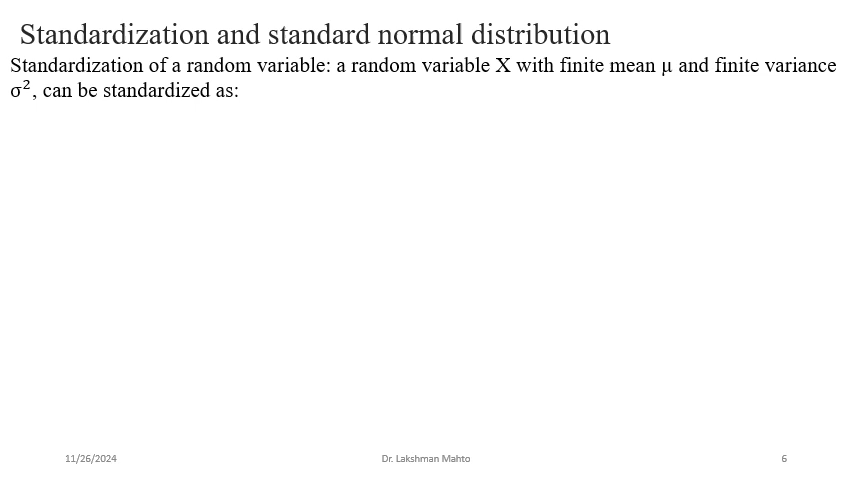 Standardization and standard normal distribution
Standardization of a random variable: a random variable X with finite mean μ and finite variance
σ², can be standardized as:
11/26/2024
Dr. Lakshman Mahto
6